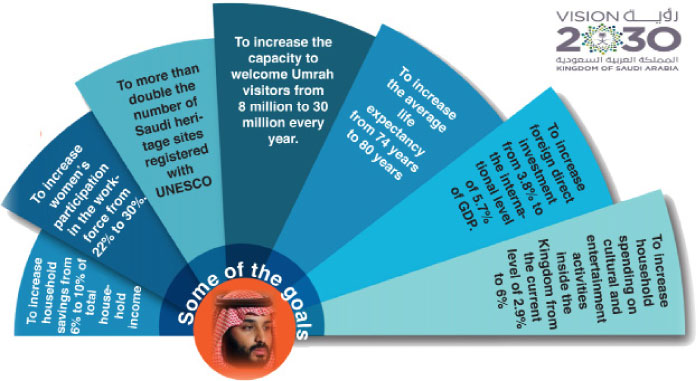 VISION رؤيــة
2030
المملكة العربية السعودية
KINGDOM OF SAUDI ARABIA
To increase
household
savings from
6% to 10% of
total
house-
hold
income
To increase
women's
participation
in the work-
force from
22% to 30%.
To more than
double the
number of
Saudi heri-
tage sites
registered
with
UNESCO
To increase the
capacity to
welcome Umrah
visitors from
8 million to 30
million every
year.
To increase
the average
life
expectancy
from 74 years
to 80 years
To increase
foreign direct
investment
from 3.8% to
the interna-
tional level
of 5.7%
of GDP.
To increase
household
spending on
cultural and
entertainment
activities
inside the
Kingdom from
the current
level of 2.9%
to 6%
Some of the goals